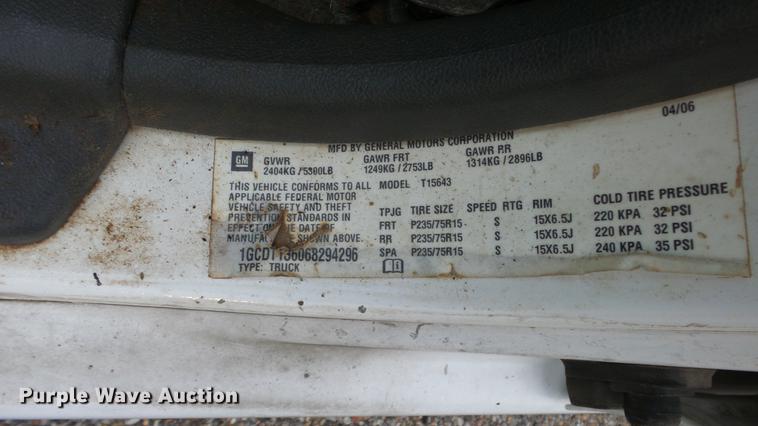 04/06
MFD BY GENERAL MOTORS CORPORATION
GM GVWR GAWR FRT GAWR RR
2404KG / 5300LB 1249KG / 2753LB 1314KG / 2896LB
THIS VEHICLE CONFORMS TO ALL MODEL T15643
APPLICABLE FEDERAL MOTOR
VEHICLE SAFETY AND THEFT
PREVENTION STANDARDS IN
EFFECT ON THE DATE OF
MANUFACTURE SHOWN ABOVE.
TPJG TIRE SIZE SPEED RTG RIM COLD TIRE PRESSURE
FRT P235/75R15 S 15X6.5J 220 KPA 32 PSI
RR P235/75R15 S 15X6.5J 220 KPA 32 PSI
SPA P235/75R15 S 15X6.5J 240 KPA 35 PSI
TYPE: TRUCK
Purple Wave Auction